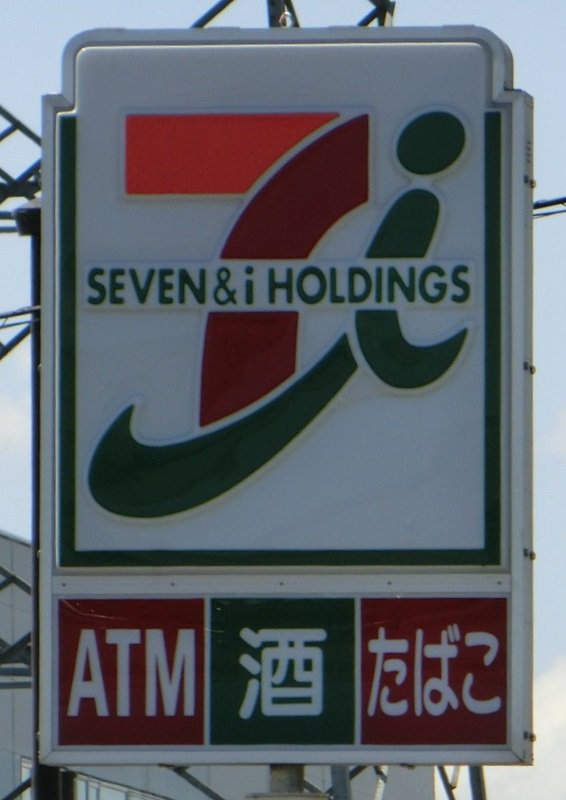 SEVEN & i HOLDINGS
ATM 酒 たばこ